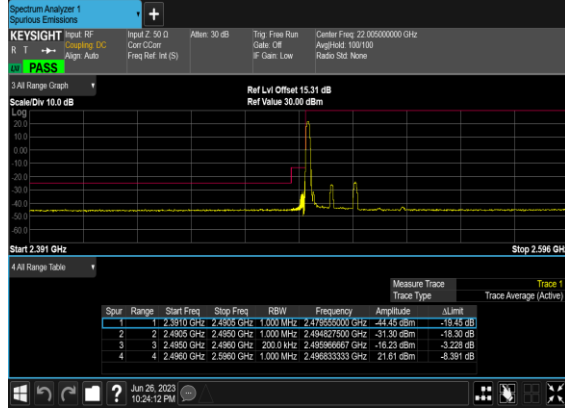 Spectrum Analyzer 1
Spurious Emissions
KEYSIGHT Input: RF Input Z: 50 Ω Atten: 30 dB Trig: Free Run Center Freq: 22.005000000 GHz
R T Coupling: DC Corr CCorr Gate: Off Avg|Hold: 100/100
Align: Auto Freq Ref: Int (S) IF Gain: Low Radio Std: None
PASS
3 All Range Graph Ref Lvl Offset 15.31 dB
Scale/Div 10.0 dB Ref Value 30.00 dBm
Log
20.0
10.0
0.00
-10.0
-20.0
-30.0
-40.0
-50.0
-60.0
Start 2.391 GHz Stop 2.596 GH
4 All Range Table
Measure Trace Trace 1
Trace Type Trace Average (Active)
Spur Range Start Freq Stop Freq RBW Frequency Amplitude ΔLimit
1 1 2.3910 GHz 2.4905 GHz 1.000 MHz 2.479555000 GHz -44.45 dBm -19.45 dB
2 2 2.4905 GHz 2.4950 GHz 1.000 MHz 2.494827500 GHz -31.30 dBm -18.30 dB
3 3 2.4950 GHz 2.4960 GHz 200.0 kHz 2.495966667 GHz -16.23 dBm -3.228 dB
4 4 2.4960 GHz 2.5960 GHz 1.000 MHz 2.496833333 GHz 21.61 dBm -8.391 dB
? Jun 26, 2023
10:24:12 PM